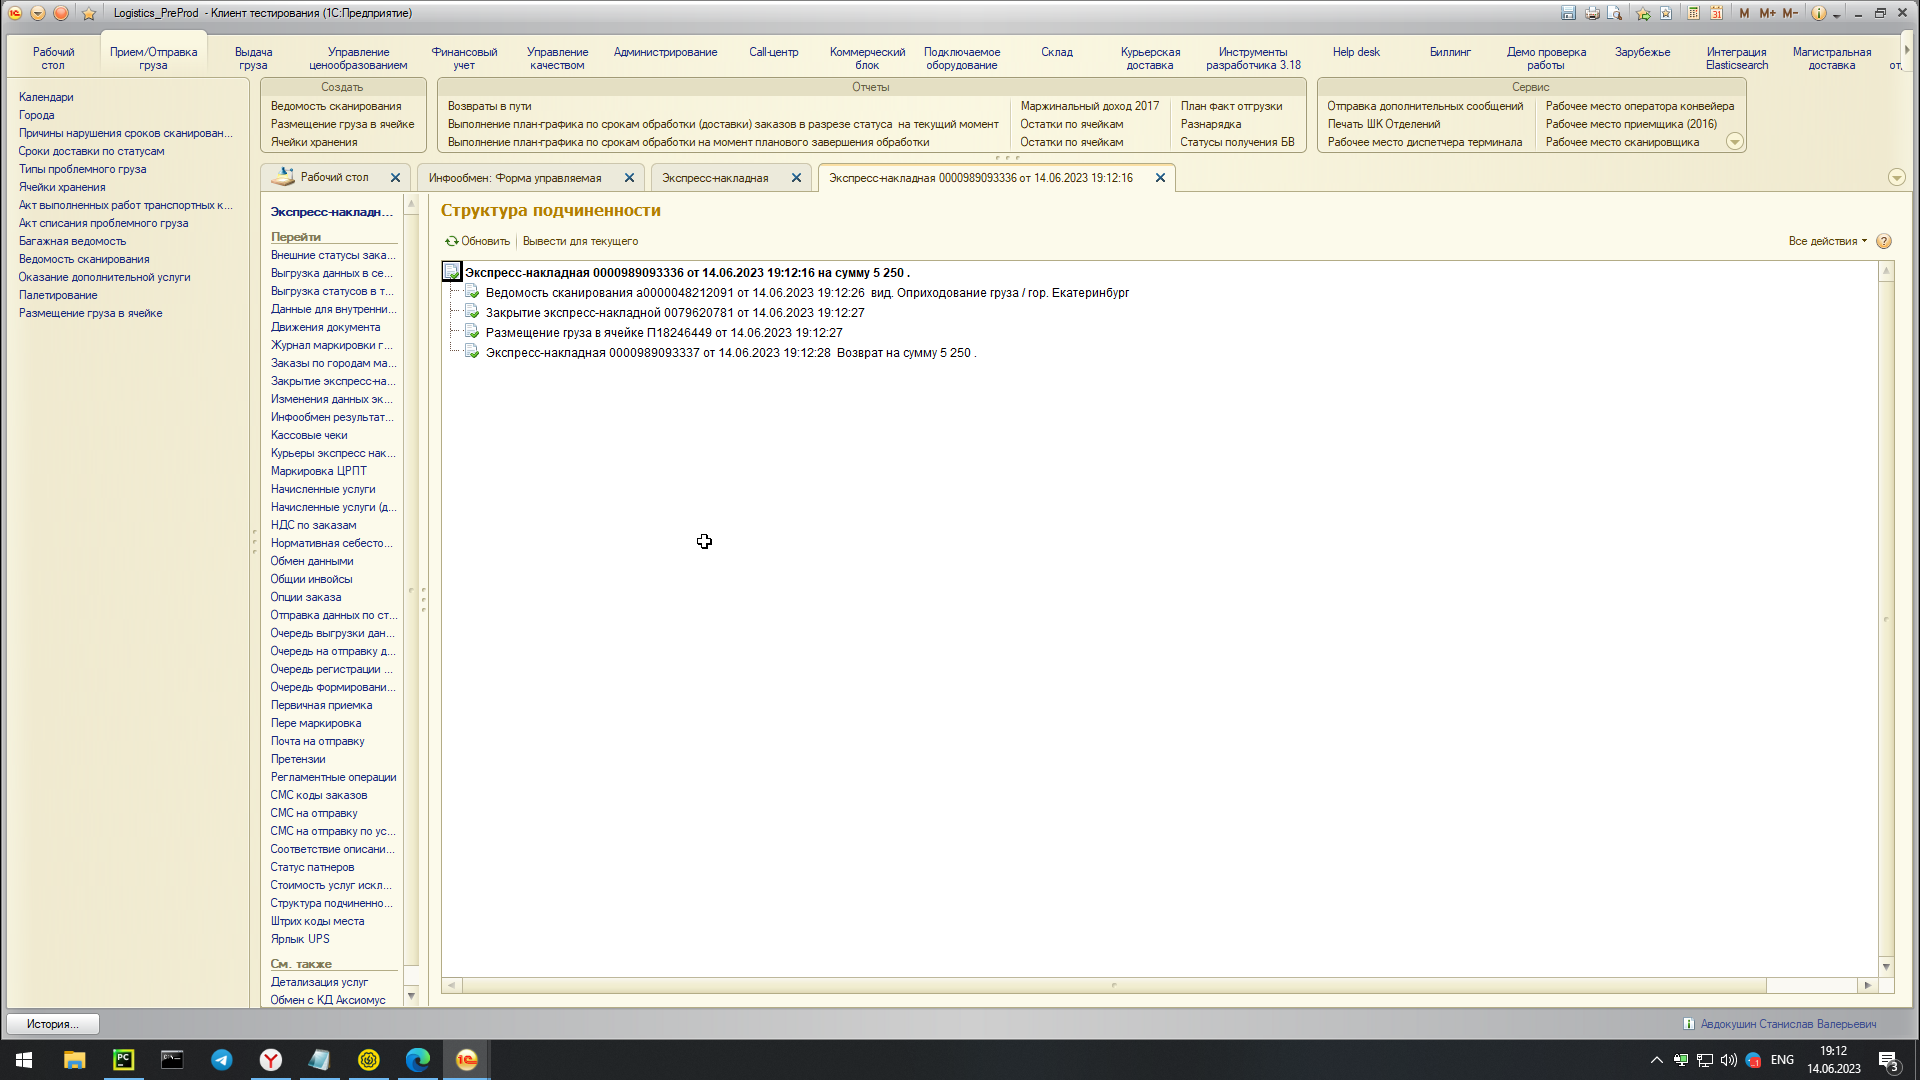 Logistics_PreProd - Клиент тестирования (1С:Предприятие)
M M+ M-
Рабочий стол
Прием/Отправка груза
Выдача груза
Управление ценообразованием
Финансовый учет
Управление качеством
Администрирование
Call-центр
Коммерческий блок
Подключаемое оборудование
Склад
Курьерская доставка
Инструменты разработчика 3.18
Help desk
Биллинг
Демо проверка работы
Зарубежье
Интеграция Elasticsearch
Магистральная доставка
Календари
Города
Причины нарушения сроков сканирован...
Сроки доставки по статусам
Типы проблемного груза
Ячейки хранения
Акт выполненных работ транспортных к...
Акт списания проблемного груза
Багажная ведомость
Ведомость сканирования
Оказание дополнительной услуги
Палетирование
Размещение груза в ячейке
Создать
Ведомость сканирования
Размещение груза в ячейке
Ячейки хранения
Отчеты
Возвраты в пути
Выполнение план-графика по срокам обработки (доставки) заказов в разрезе статуса на текущий момент
Выполнение план-графика по срокам обработки на момент планового завершения обработки
Маржинальный доход 2017
Остатки по ячейкам
Остатки по ячейкам
План факт отгрузки
Разнарядка
Статусы получения БВ
Сервис
Отправка дополнительных сообщений
Печать ШК Отделений
Рабочее место диспетчера терминала
Рабочее место оператора конвейера
Рабочее место приемщика (2016)
Рабочее место сканировщика
Рабочий стол
Инфообмен: Форма управляемая
Экспресс-накладная
Экспресс-накладная 0000989093336 от 14.06.2023 19:12:16
Экспресс-накладн...
Перейти
Внешние статусы зака...
Выгрузка данных в се...
Выгрузка статусов в т...
Данные для внутренни...
Движения документа
Журнал маркировки г...
Заказы по городам ма...
Закрытие экспресс-на...
Изменения данных эк...
Инфообмен результат...
Кассовые чеки
Курьеры экспресс нак...
Маркировка ЦРПТ
Начисленные услуги
Начисленные услуги (д...
НДС по заказам
Нормативная себесто...
Обмен данными
Общии инвойсы
Опции заказа
Отправка данных по ст...
Очередь выгрузки дан...
Очередь на отправку д...
Очередь регистрации ...
Очередь формировани...
Первичная приемка
Пере маркировка
Почта на отправку
Претензии
Регламентные операции
СМС коды заказов
СМС на отправку
СМС на отправку по ус...
Соответствие описани...
Статус патнеров
Стоимость услуг искл...
Структура подчиненно...
Штрих коды места
Ярлык UPS
См. также
Детализация услуг
Обмен с КД Аксиомус
Структура подчиненности
Обновить
Вывести для текущего
Все действия
Экспресс-накладная 0000989093336 от 14.06.2023 19:12:16 на сумму 5 250 .
Ведомость сканирования а0000048212091 от 14.06.2023 19:12:26 вид. Оприходование груза / гор. Екатеринбург
Закрытие экспресс-накладной 0079620781 от 14.06.2023 19:12:27
Размещение груза в ячейке П18246449 от 14.06.2023 19:12:27
Экспресс-накладная 0000989093337 от 14.06.2023 19:12:28 Возврат на сумму 5 250 .
История...
Авдокушин Станислав Валерьевич
ENG
19:12
14.06.2023
3